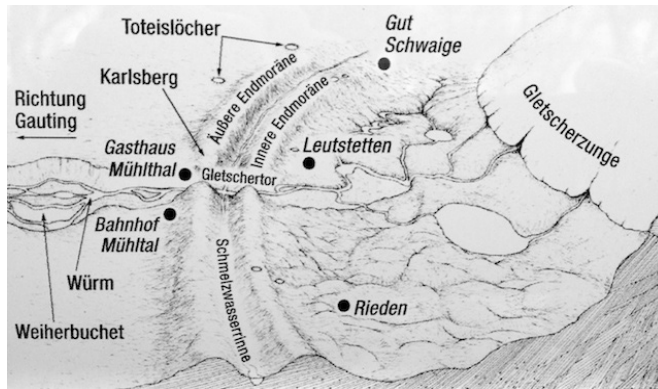 Toteislöcher
Gut
Schwaige
Karlsberg
Äußere Endmoräne
Innere Endmoräne
Gletscherzunge
Richtung
Gauting
Gasthaus
Mühlthal
Leutstetten
Gletschertor
Bahnhof
Mühltal
Würm
Schmelzwasserrinne
Weiherbuchet
Rieden